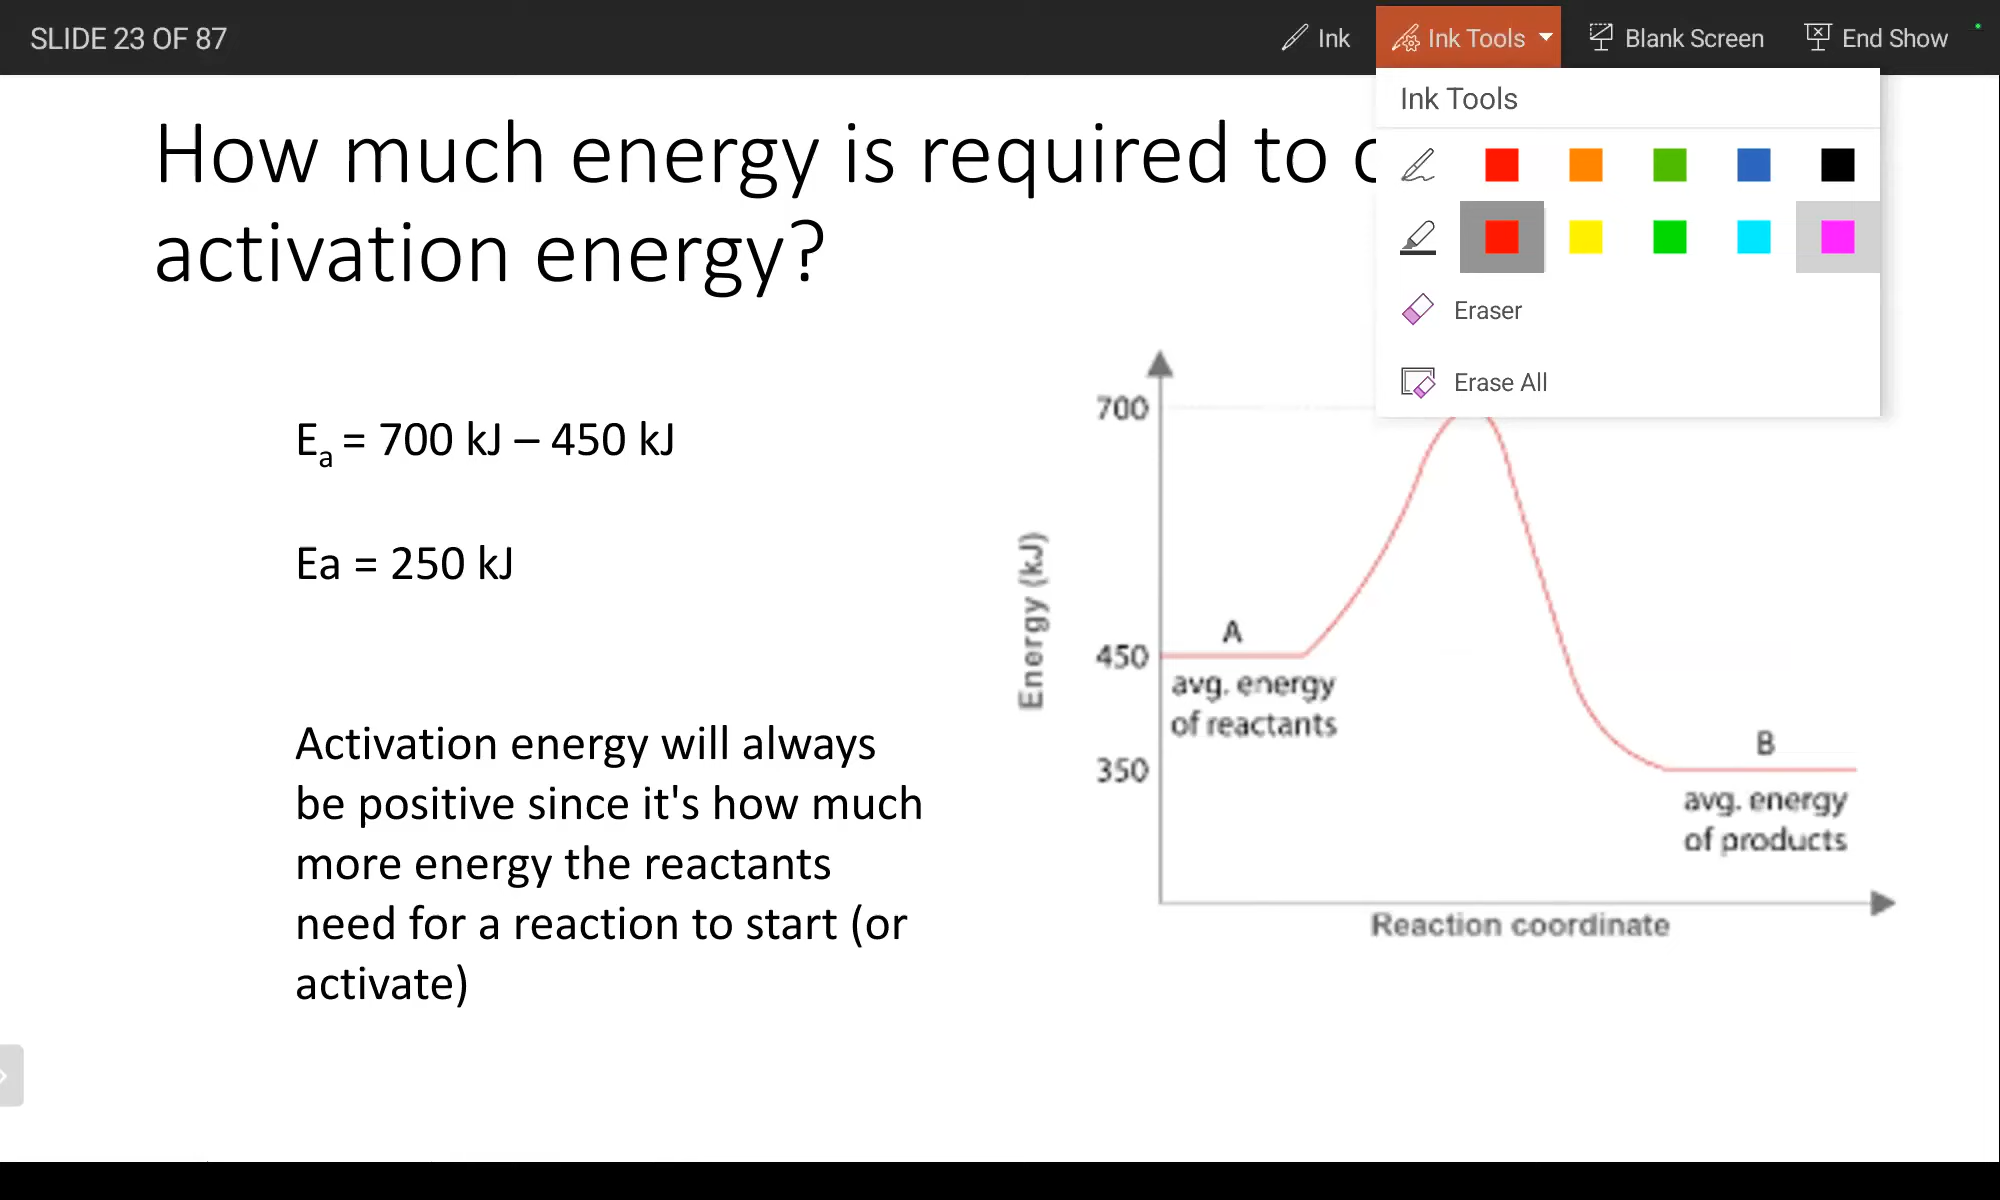 SLIDE 23 OF 87
Ink
Ink Tools
Blank Screen
End Show
Ink Tools
Eraser
Erase All
How much energy is required to
activation energy?
Ea = 700 kJ – 450 kJ
Ea = 250 kJ
Activation energy will always
be positive since it's how much
more energy the reactants
need for a reaction to start (or
activate)
Energy (kJ)
700
450
350
A
avg. energy
of reactants
B
avg. energy
of products
Reaction coordinate